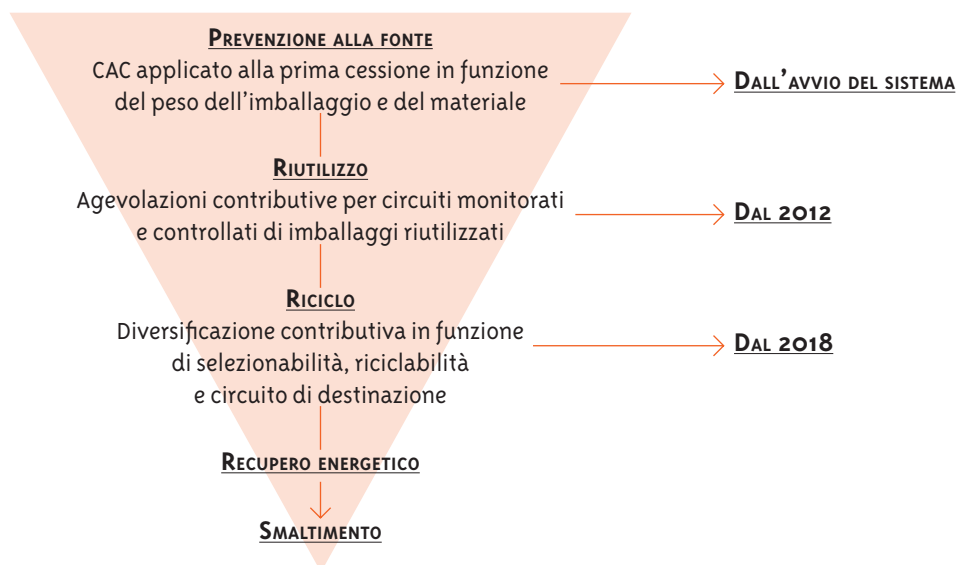 Prevenzione alla fonte
CAC applicato alla prima cessione in funzione
del peso dell'imballaggio e del materiale
Dall'avvio del sistema
Riutilizzo
Agevolazioni contributive per circuiti monitorati
e controllati di imballaggi riutilizzati
Dal 2012
Riciclo
Diversificazione contributiva in funzione
di selezionabilità, riciclabilità
e circuito di destinazione
Dal 2018
Recupero energetico
Smaltimento